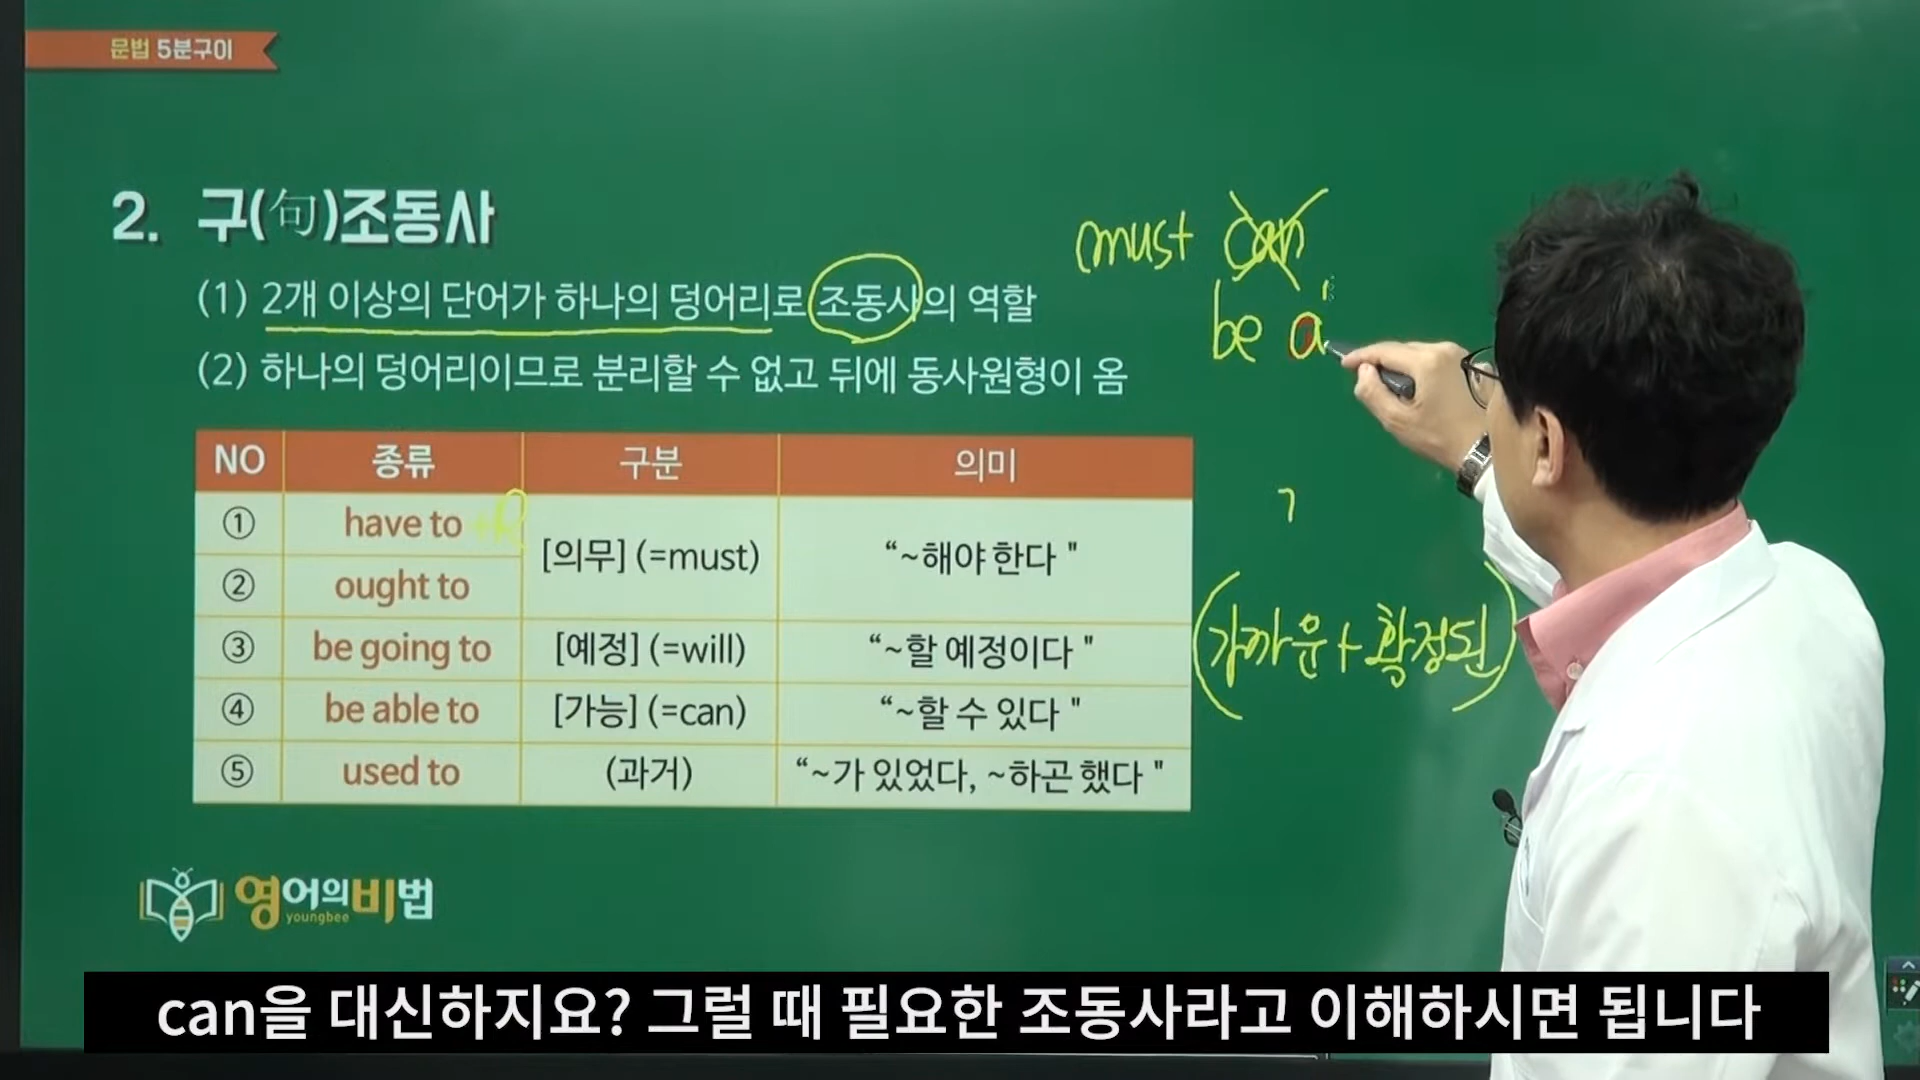 문법 5분구이
2. 구(句)조동사
(1) 2개 이상의 단어가 하나의 덩어리로 조동사의 역할
(2) 하나의 덩어리이므로 분리할 수 없고 뒤에 동사원형이 옴
must can
be a
NO 종류 구분 의미
① have to +R [의무] (=must) “~해야 한다 "
② ought to
③ be going to [예정] (=will) “~할 예정이다 "
④ be able to [가능] (=can) “~할 수 있다 "
⑤ used to (과거) “~가 있었다, ~하곤 했다 "
(가까운 + 확정된)
영어의비법
youngbee
can을 대신하지요? 그럴 때 필요한 조동사라고 이해하시면 됩니다